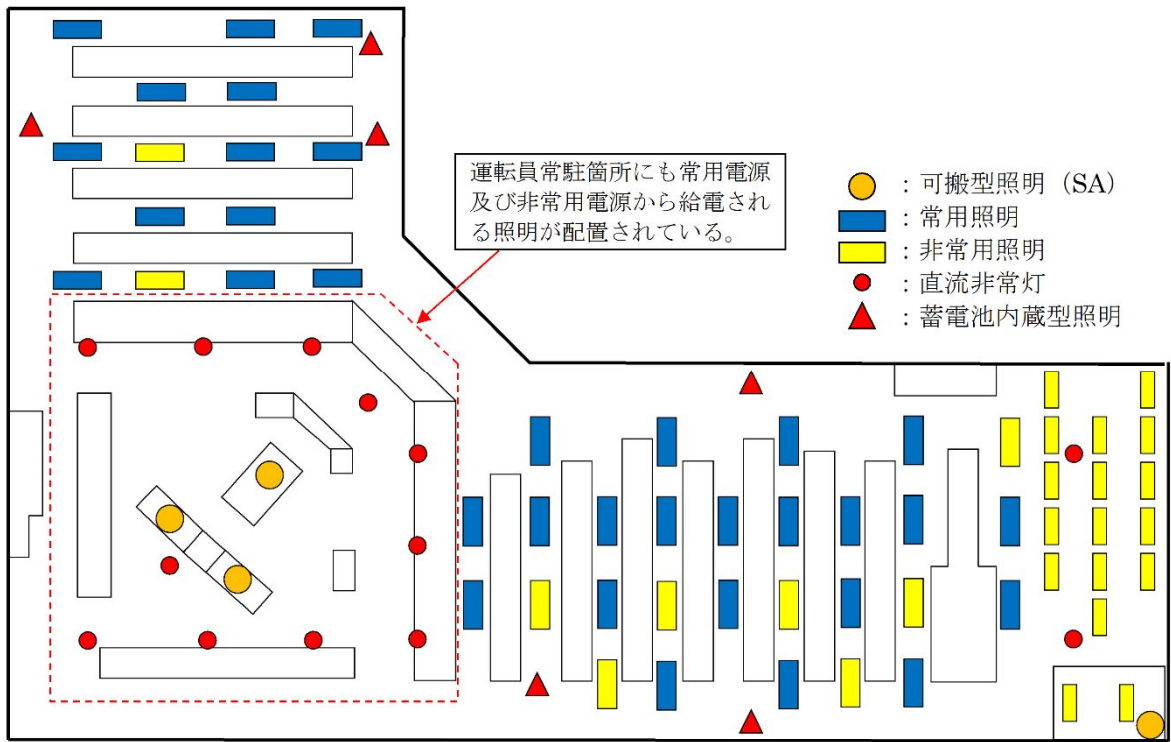 運転員常駐箇所にも常用電源
及び非常用電源から給電され
る照明が配置されている。
：可搬型照明（SA）
：常用照明
：非常用照明
：直流非常灯
：蓄電池内蔵型照明